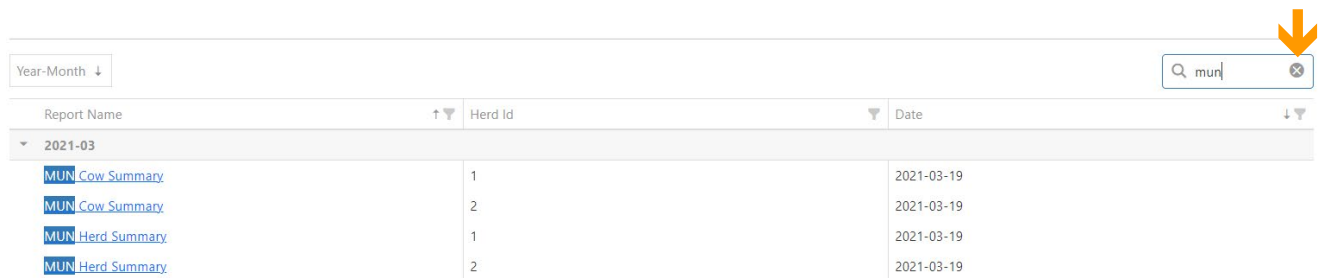 Year-Month ↓
mun
Report Name Herd Id Date
2021-03
MUN Cow Summary 1 2021-03-19
MUN Cow Summary 2 2021-03-19
MUN Herd Summary 1 2021-03-19
MUN Herd Summary 2 2021-03-19